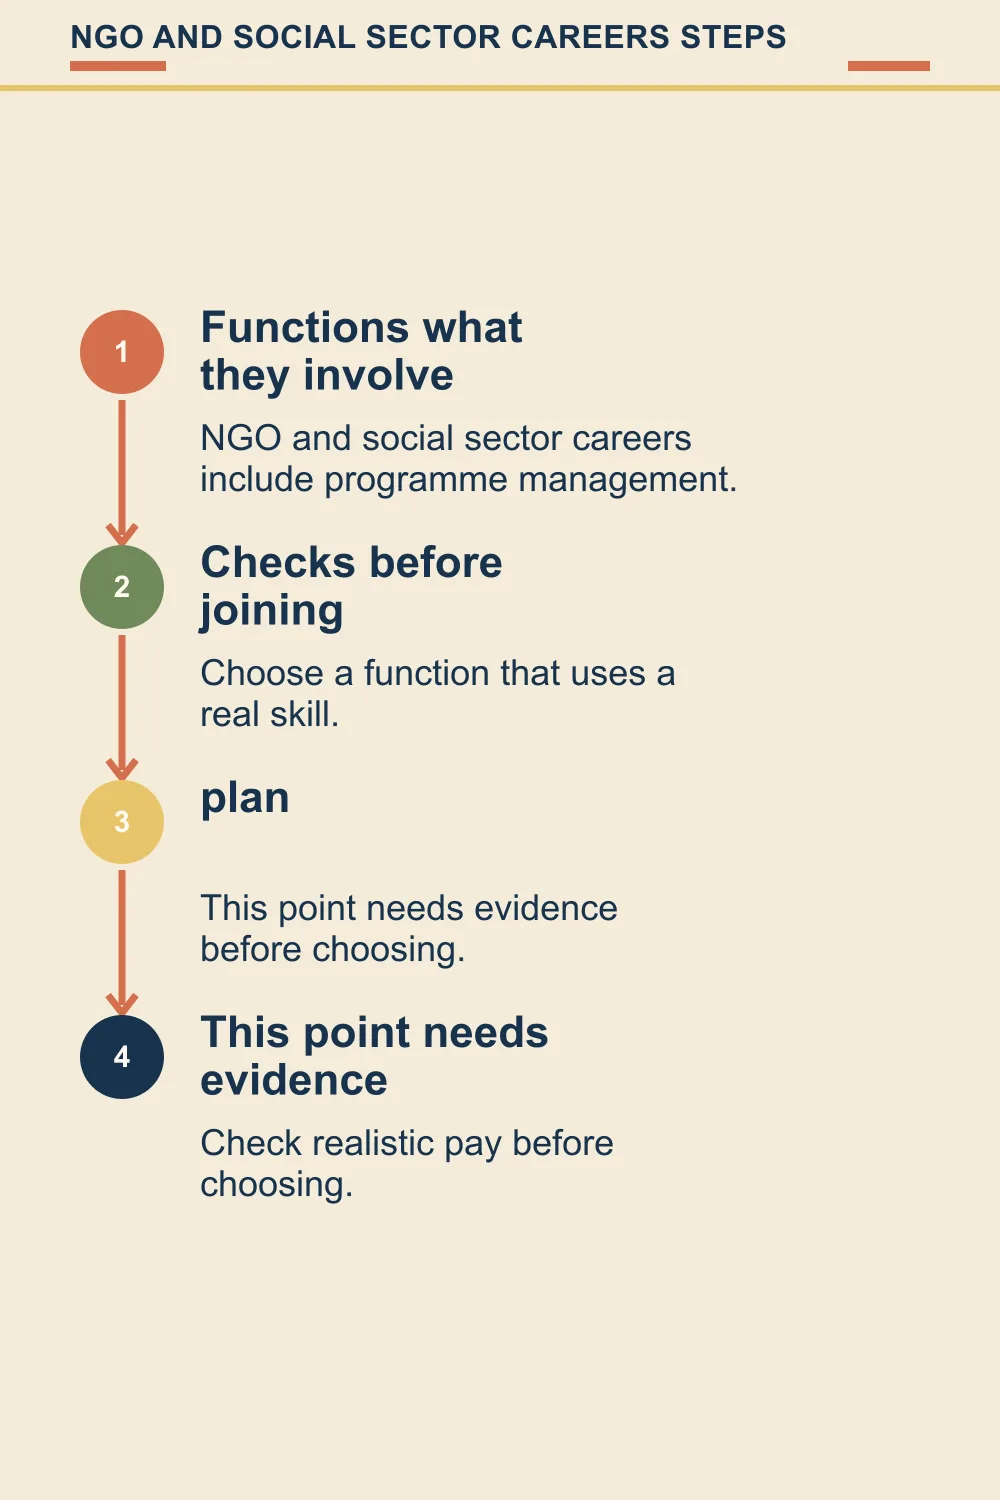 NGO AND SOCIAL SECTOR CAREERS STEPS
1
Functions what
they involve
NGO and social sector careers
include programme management.
2
Checks before
joining
Choose a function that uses a
real skill.
3
plan
This point needs evidence
before choosing.
4
This point needs
evidence
Check realistic pay before
choosing.